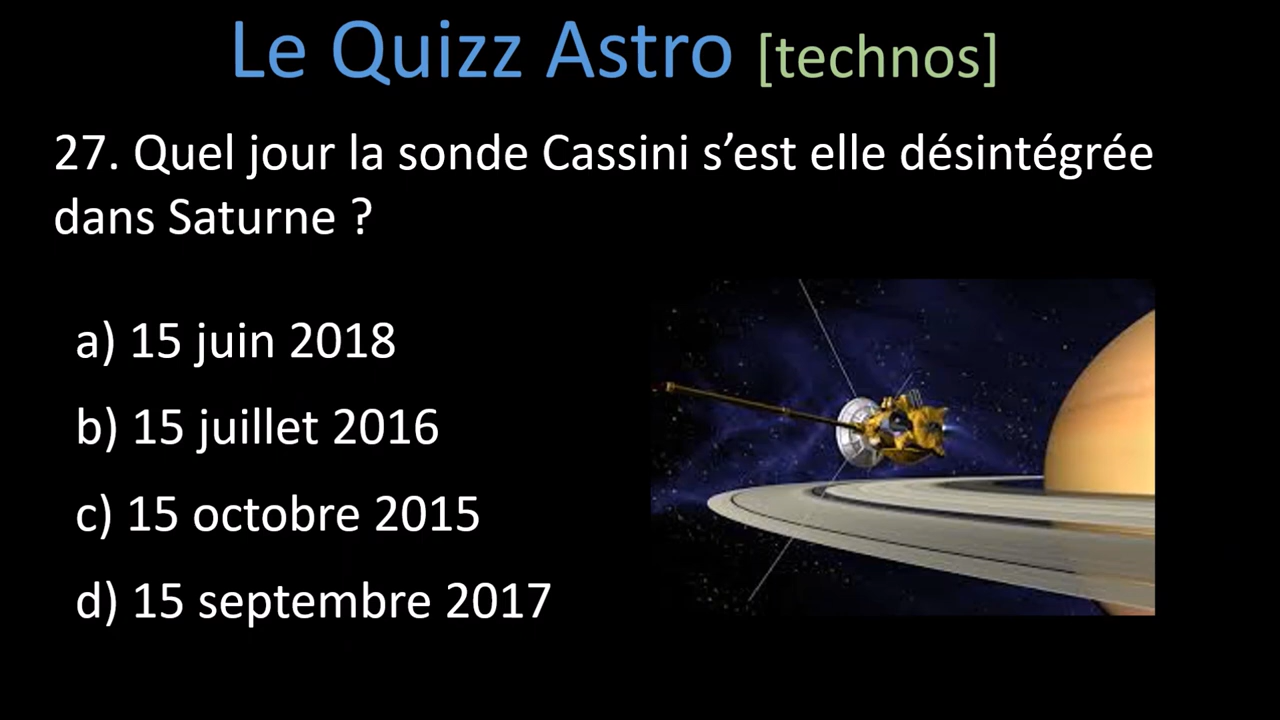 Le Quizz Astro [technos]
27. Quel jour la sonde Cassini s’est elle désintégrée
dans Saturne ?
a) 15 juin 2018
b) 15 juillet 2016
c) 15 octobre 2015
d) 15 septembre 2017